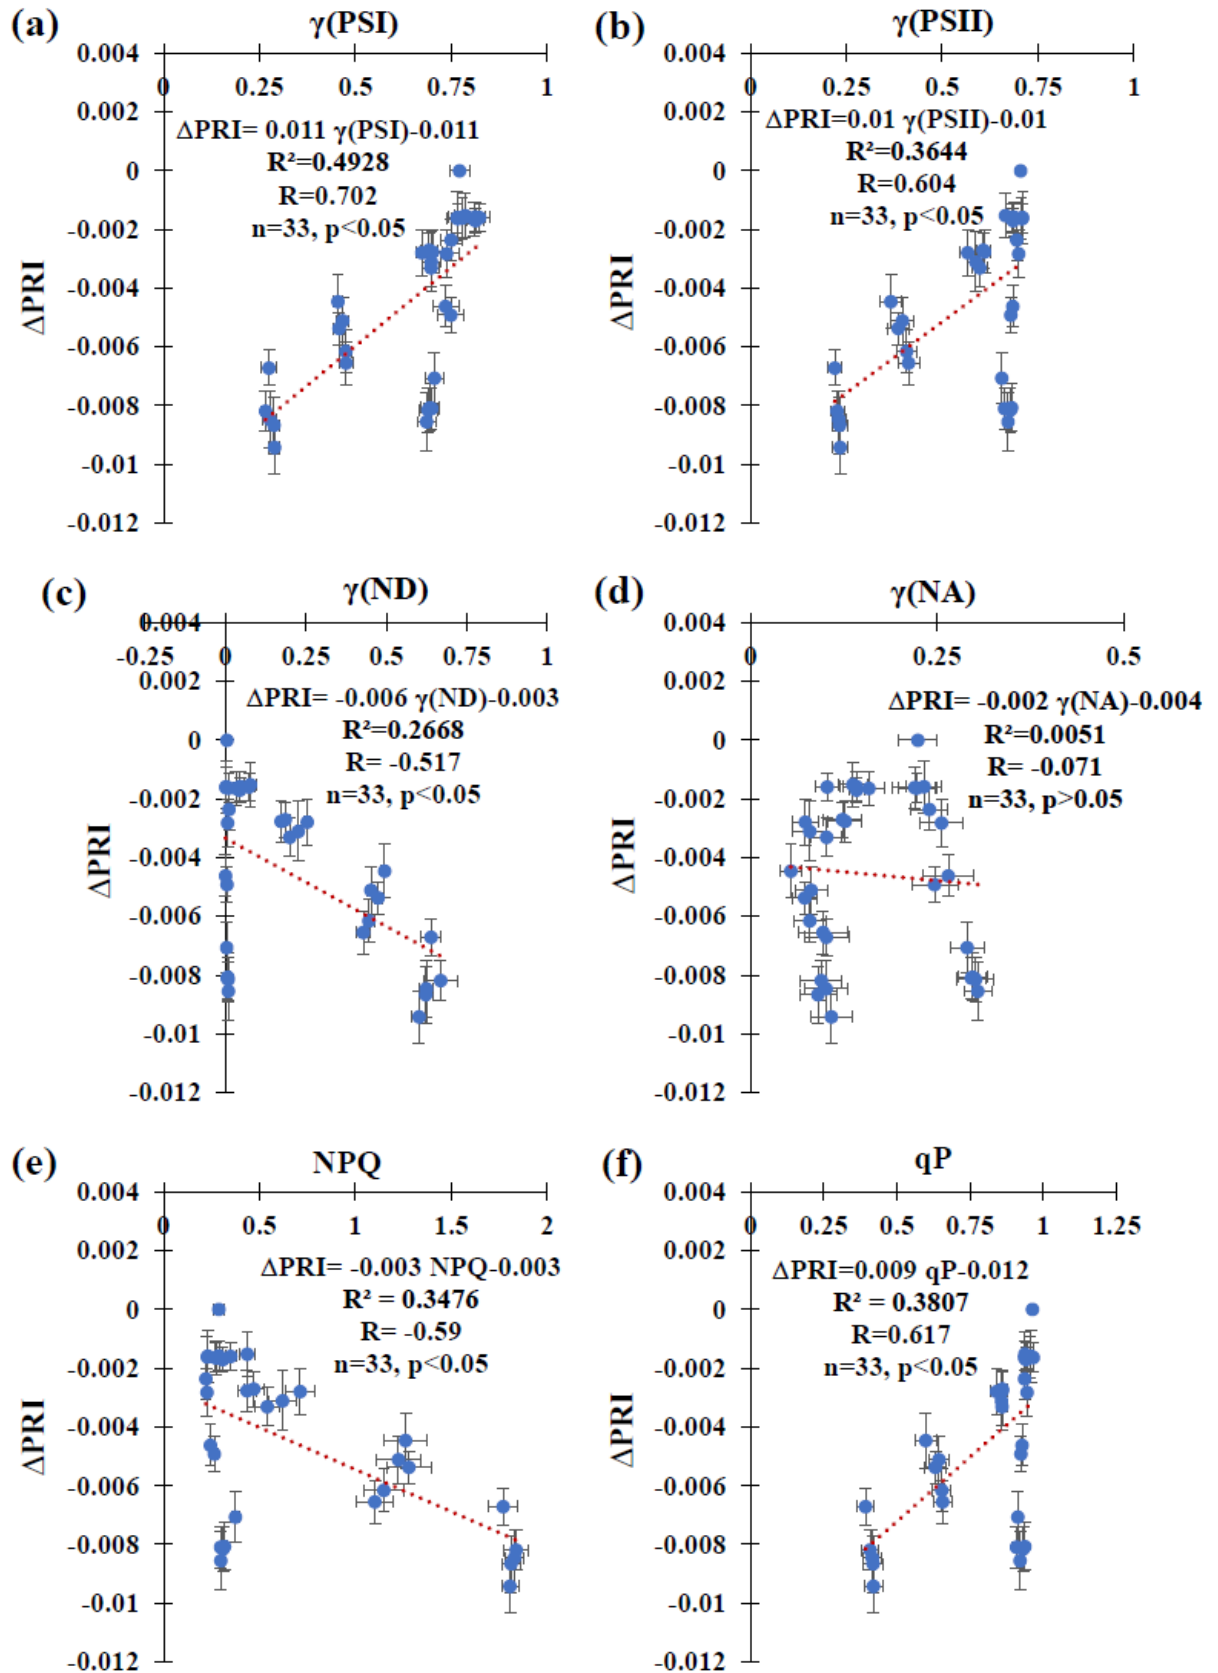 (a)
γ(PSI)
0.004
0 0.25 0.5 0.75 1
0.002
ΔPRI= 0.011 γ(PSI)-0.011
R²=0.4928
0
R=0.702
n=33, p<0.05
-0.002
-0.004
-0.006
-0.008
-0.01
-0.012
ΔPRI
(b)
γ(PSII)
0.004
0 0.25 0.5 0.75 1
0.002
ΔPRI=0.01 γ(PSII)-0.01
R²=0.3644
0
R=0.604
n=33, p<0.05
-0.002
-0.004
-0.006
-0.008
-0.01
-0.012
ΔPRI
(c)
γ(ND)
0.004
-0.25 0 0.25 0.5 0.75 1
0.002
ΔPRI= -0.006 γ(ND)-0.003
R²=0.2668
0
R= -0.517
n=33, p<0.05
-0.002
-0.004
-0.006
-0.008
-0.01
-0.012
ΔPRI
(d)
γ(NA)
0.004
0 0.25 0.5
0.002
ΔPRI= -0.002 γ(NA)-0.004
R²=0.0051
0
R= -0.071
n=33, p>0.05
-0.002
-0.004
-0.006
-0.008
-0.01
-0.012
ΔPRI
(e)
NPQ
0.004
0 0.5 1 1.5 2
0.002
ΔPRI= -0.003 NPQ-0.003
R² = 0.3476
0
R= -0.59
n=33, p<0.05
-0.002
-0.004
-0.006
-0.008
-0.01
-0.012
ΔPRI
(f)
qP
0.004
0 0.25 0.5 0.75 1 1.25
0.002
ΔPRI=0.009 qP-0.012
R² = 0.3807
0
R=0.617
n=33, p<0.05
-0.002
-0.004
-0.006
-0.008
-0.01
-0.012
ΔPRI